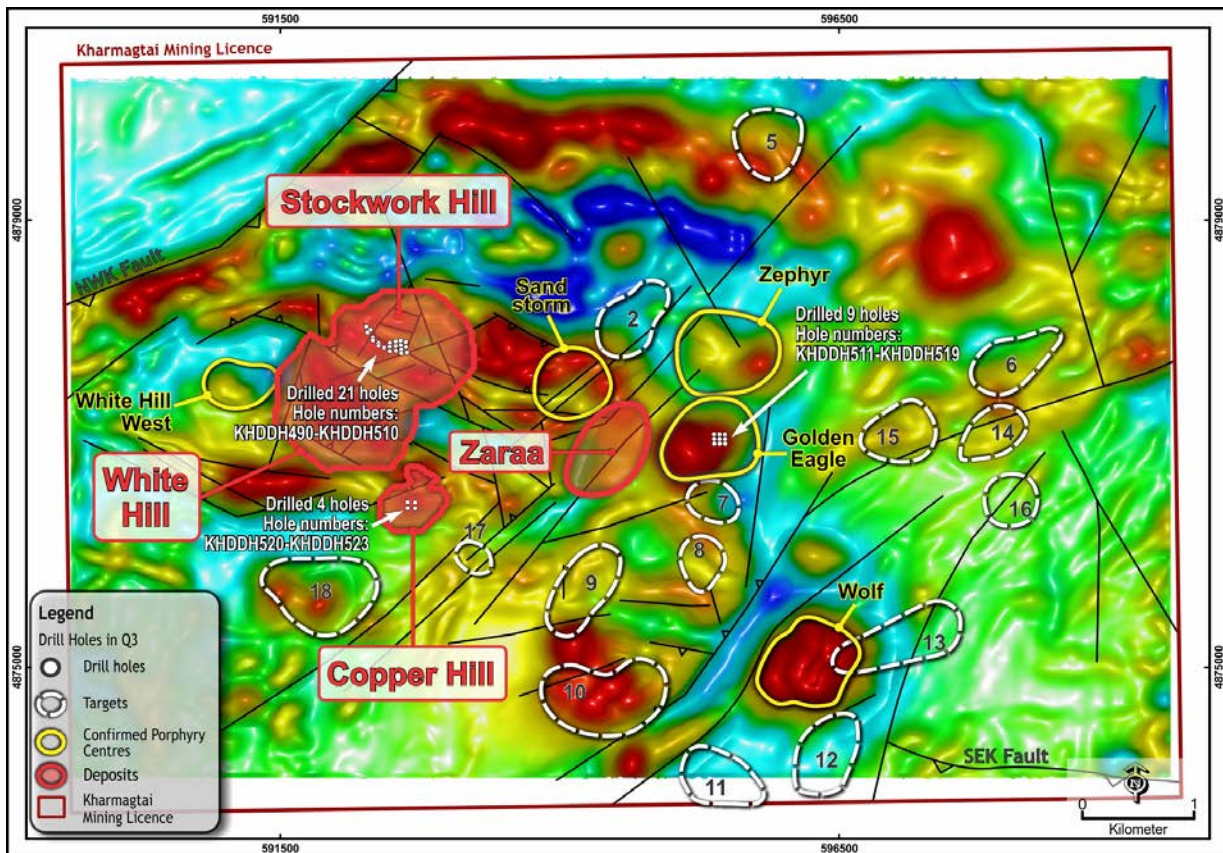 591500
596500
Kharmagtai Mining Licence
5
Stockwork Hill
4879000
4879000
NWK Fault
Zephyr
Sand
storm
2
Drilled 9 holes
Hole numbers:
KHDDH511-KHDDH519
6
White Hill
West
Drilled 21 holes
Hole numbers:
KHDDH490-KHDDH510
15
14
Zaraa
Golden
Eagle
White
Hill
7
16
Drilled 4 holes
Hole numbers:
KHDDH520-KHDDH523
17
8
9
18
Wolf
13
Copper Hill
10
4875000
4875000
12
11
SEK Fault
N
0
1
Kilometer
Legend
Drill Holes in Q3
Drill holes
Targets
Confirmed Porphyry
Centres
Deposits
Kharmagtai
Mining Licence
591500
596500